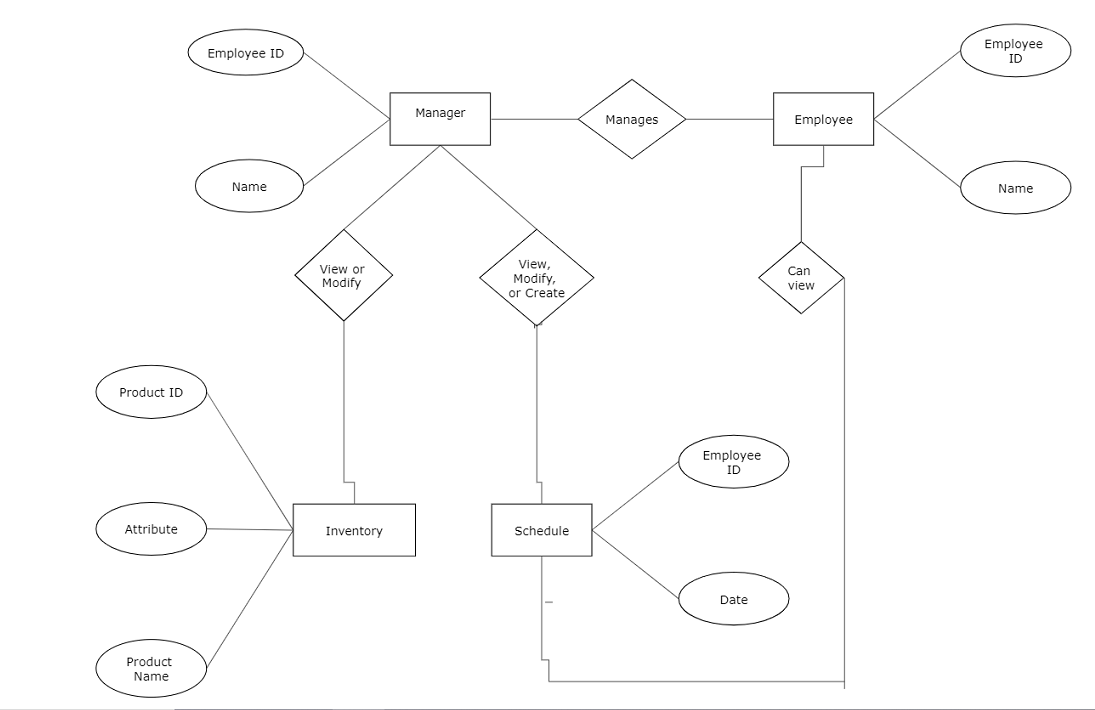 Employee ID
Employee
ID
Manager
Manages
Employee
Name
Name
View or
Modify
View,
Modify,
or Create
Can
view
Product ID
Employee
ID
Attribute
Inventory
Schedule
Date
Product
Name